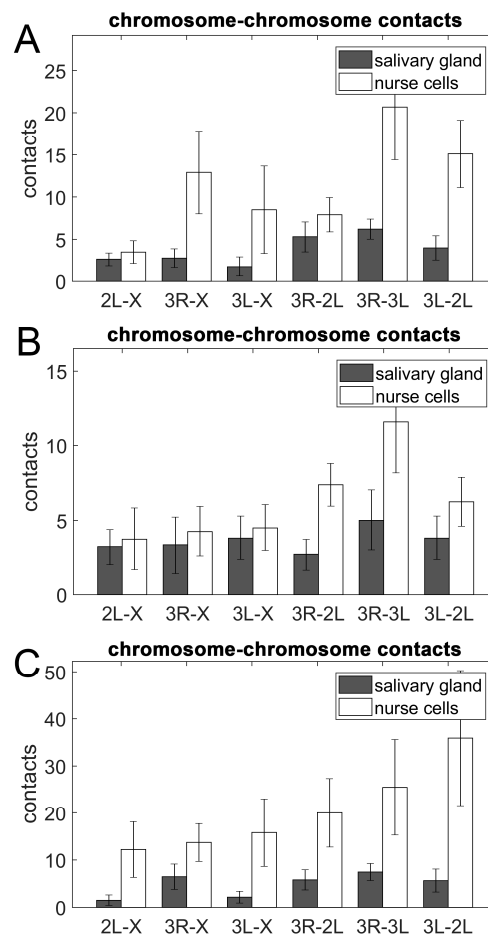 A
chromosome-chromosome contacts
salivary gland
nurse cells
contacts
25
20
15
10
5
0
2L-X 3R-X 3L-X 3R-2L 3R-3L 3L-2L
B
chromosome-chromosome contacts
salivary gland
nurse cells
contacts
15
10
5
0
2L-X 3R-X 3L-X 3R-2L 3R-3L 3L-2L
C
chromosome-chromosome contacts
salivary gland
nurse cells
contacts
50
40
30
20
10
0
2L-X 3R-X 3L-X 3R-2L 3R-3L 3L-2L